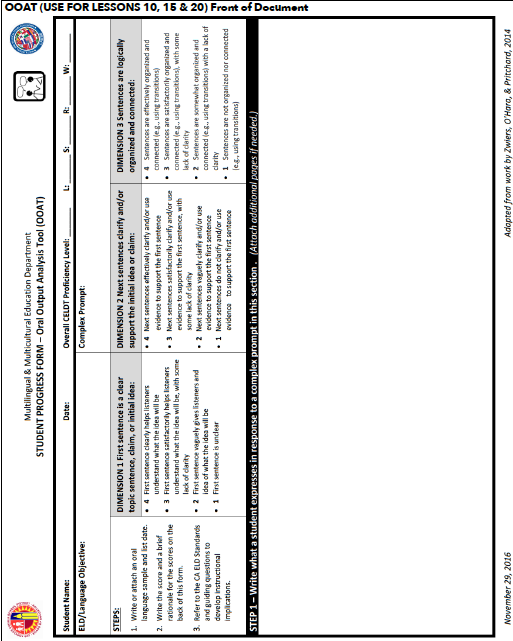 OOAT (USE FOR LESSONS 10, 15 & 20) Front of Document
Multilingual & Multicultural Education Department
STUDENT PROGRESS FORM – Oral Output Analysis Tool (OOAT)
Student Name:
Date:
Overall CELDT Proficiency Level: L: S: R: W:
ELD/Language Objective:
Complex Prompt:
STEPS:
1. Write or attach an oral
language sample and list date.
2. Write the score and a brief
rationale for the scores on the
back of this form.
3. Refer to the CA ELD Standards
and guiding questions to
develop instructional
implications.
DIMENSION 1 First sentence is a clear
topic sentence, claim, or initial idea:
• 4 First sentence clearly helps listeners
understand what the idea will be
• 3 First sentence satisfactorily helps listeners
understand what the idea will be, with some
lack of clarity
• 2 First sentence vaguely gives listeners and
idea of what the idea will be
• 1 First sentence is unclear
DIMENSION 2 Next sentences clarify and/or
support the initial idea or claim:
• 4 Next sentences effectively clarify and/or use
evidence to support the first sentence
• 3 Next sentences satisfactorily clarify and/or use
evidence to support the first sentence, with
some lack of clarity
• 2 Next sentences vaguely clarify and/or use
evidence to support the first sentence
• 1 Next sentences do not clarify and/or use
evidence to support the first sentence
DIMENSION 3 Sentences are logically
organized and connected:
• 4 Sentences are effectively organized and
connected (e.g., using transitions)
• 3 Sentences are satisfactorily organized and
connected (e.g., using transitions), with some
lack of clarity
• 2 Sentences are somewhat organized and
connected (e.g., using transitions) with a lack of
clarity
• 1 Sentences are not organized nor connected
(e.g., using transitions)
STEP 1 – Write what a student expresses in response to a complex prompt in this section. (Attach additional pages if needed.)
November 29, 2016
Adapted from work by Zwiers, O'Hara, & Pritchard, 2014